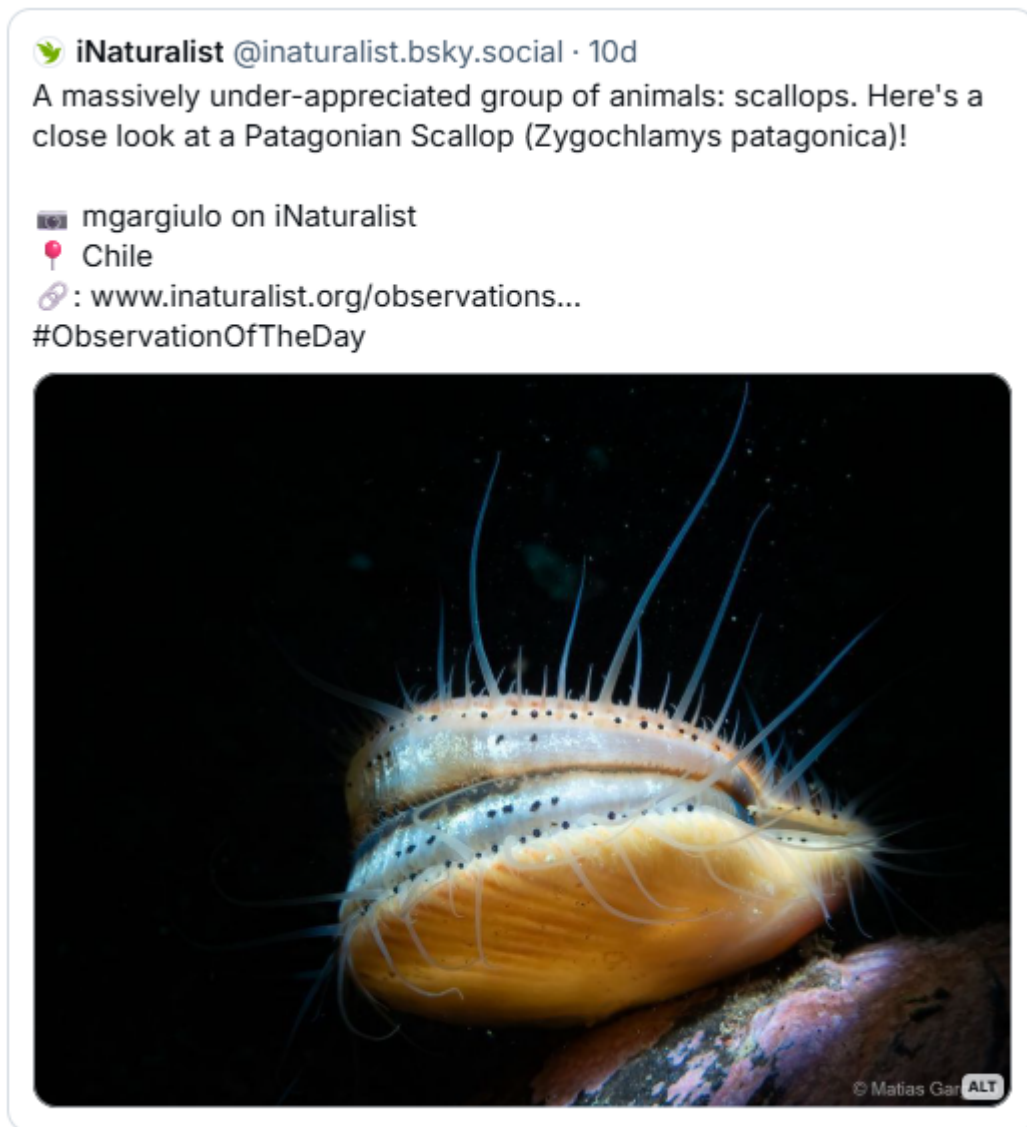 iNaturalist @inaturalist.bsky.social · 10d
A massively under-appreciated group of animals: scallops. Here's a
close look at a Patagonian Scallop (Zygochlamys patagonica)!
📷 mgargiulo on iNaturalist
📍 Chile
🔗: www.inaturalist.org/observations...
#ObservationOfTheDay
© Matias Gar
ALT